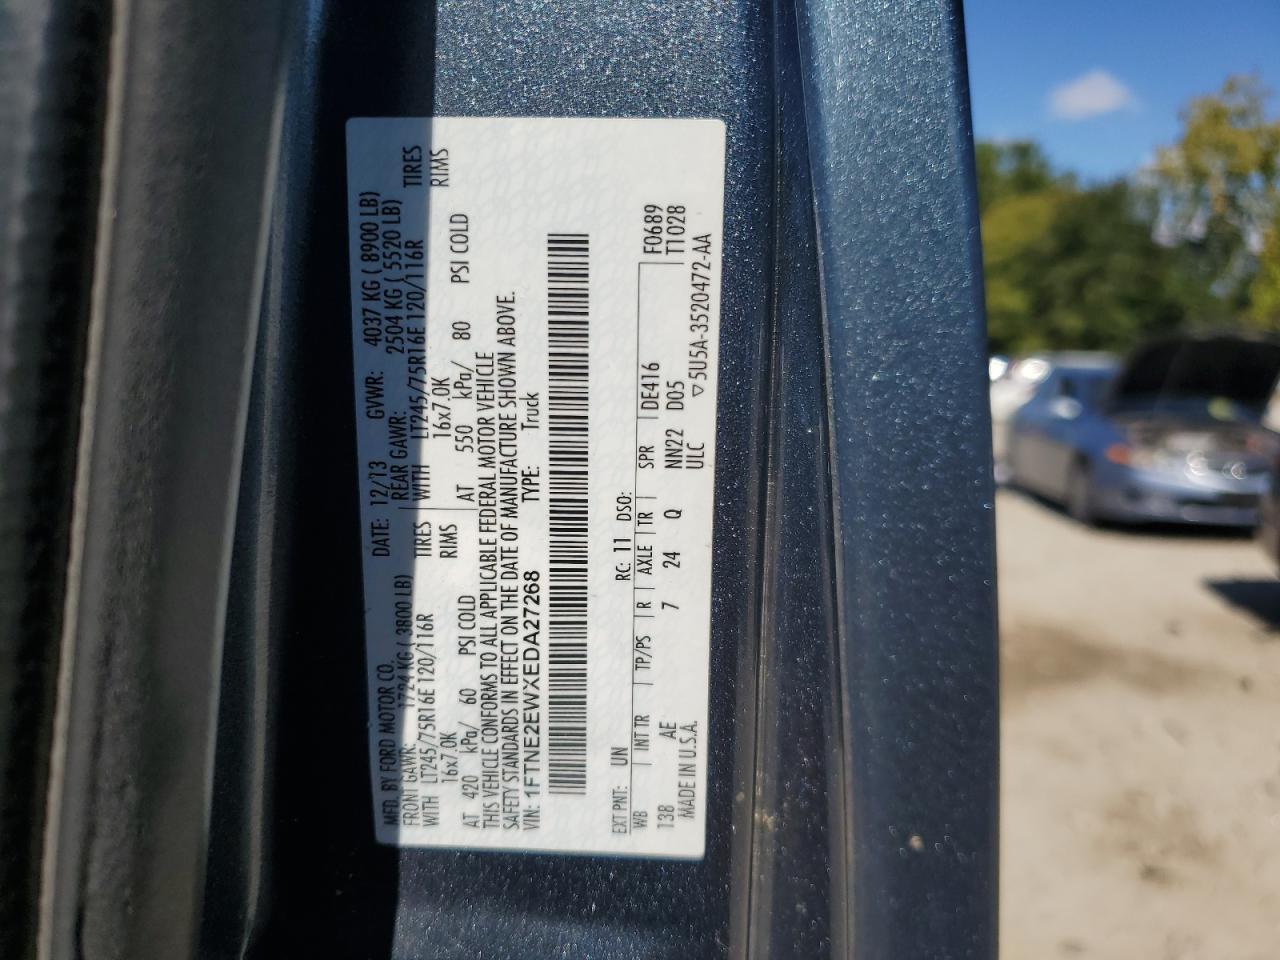 MFD. BY FORD MOTOR CO.
DATE: 12/13 GVWR: 4037 KG ( 8900 LB)
FRONT GAWR: 1724 KG ( 3800 LB) REAR GAWR: 2504 KG ( 5520 LB)
WITH LT245/75R16E 120/116R TIRES WITH LT245/75R16E 120/116R TIRES
16x7.0K RIMS 16x7.0K RIMS
AT 420 kPa/ 60 PSI COLD AT 550 kPa/ 80 PSI COLD
THIS VEHICLE CONFORMS TO ALL APPLICABLE FEDERAL MOTOR VEHICLE
SAFETY STANDARDS IN EFFECT ON THE DATE OF MANUFACTURE SHOWN ABOVE.
VIN: 1FTNE2EWXEDA27268 TYPE: Truck
EXT PNT: UN RC: 11 DSO: F0689
WB INT TR TP/PS R AXLE TR SPR DE416 T1028
138 AE 7 24 Q NN22 D05
MADE IN U.S.A. ULC ▽5U5A-3520472-AA